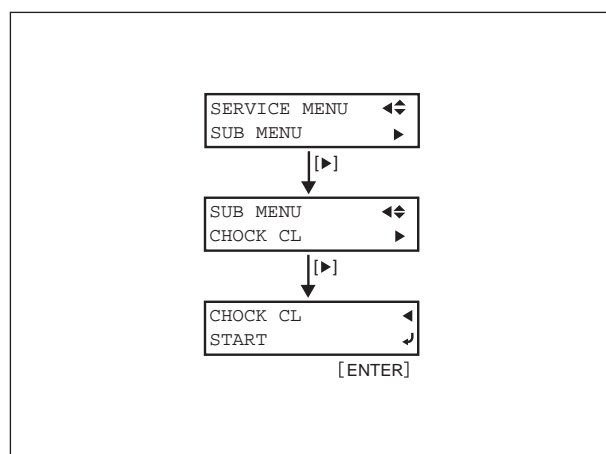 SERVICE MENU ◀◆
SUB MENU ▶
[▶]
SUB MENU ◀◆
CHOCK CL ▶
[▶]
CHOCK CL ◀
START ↵
[ENTER]